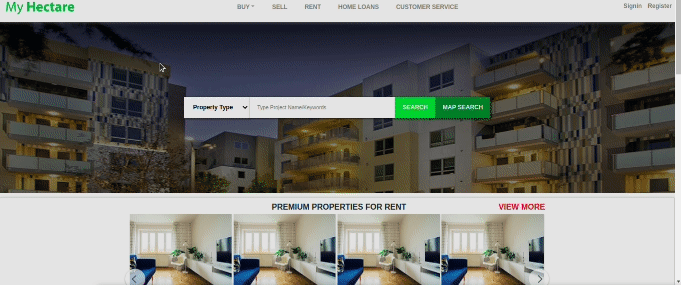 My Hectare
BUY SELL RENT HOME LOANS CUSTOMER SERVICE
Signin Register
Property Type
Type Project Name/Keywords
SEARCH
MAP SEARCH
PREMIUM PROPERTIES FOR RENT
VIEW MORE